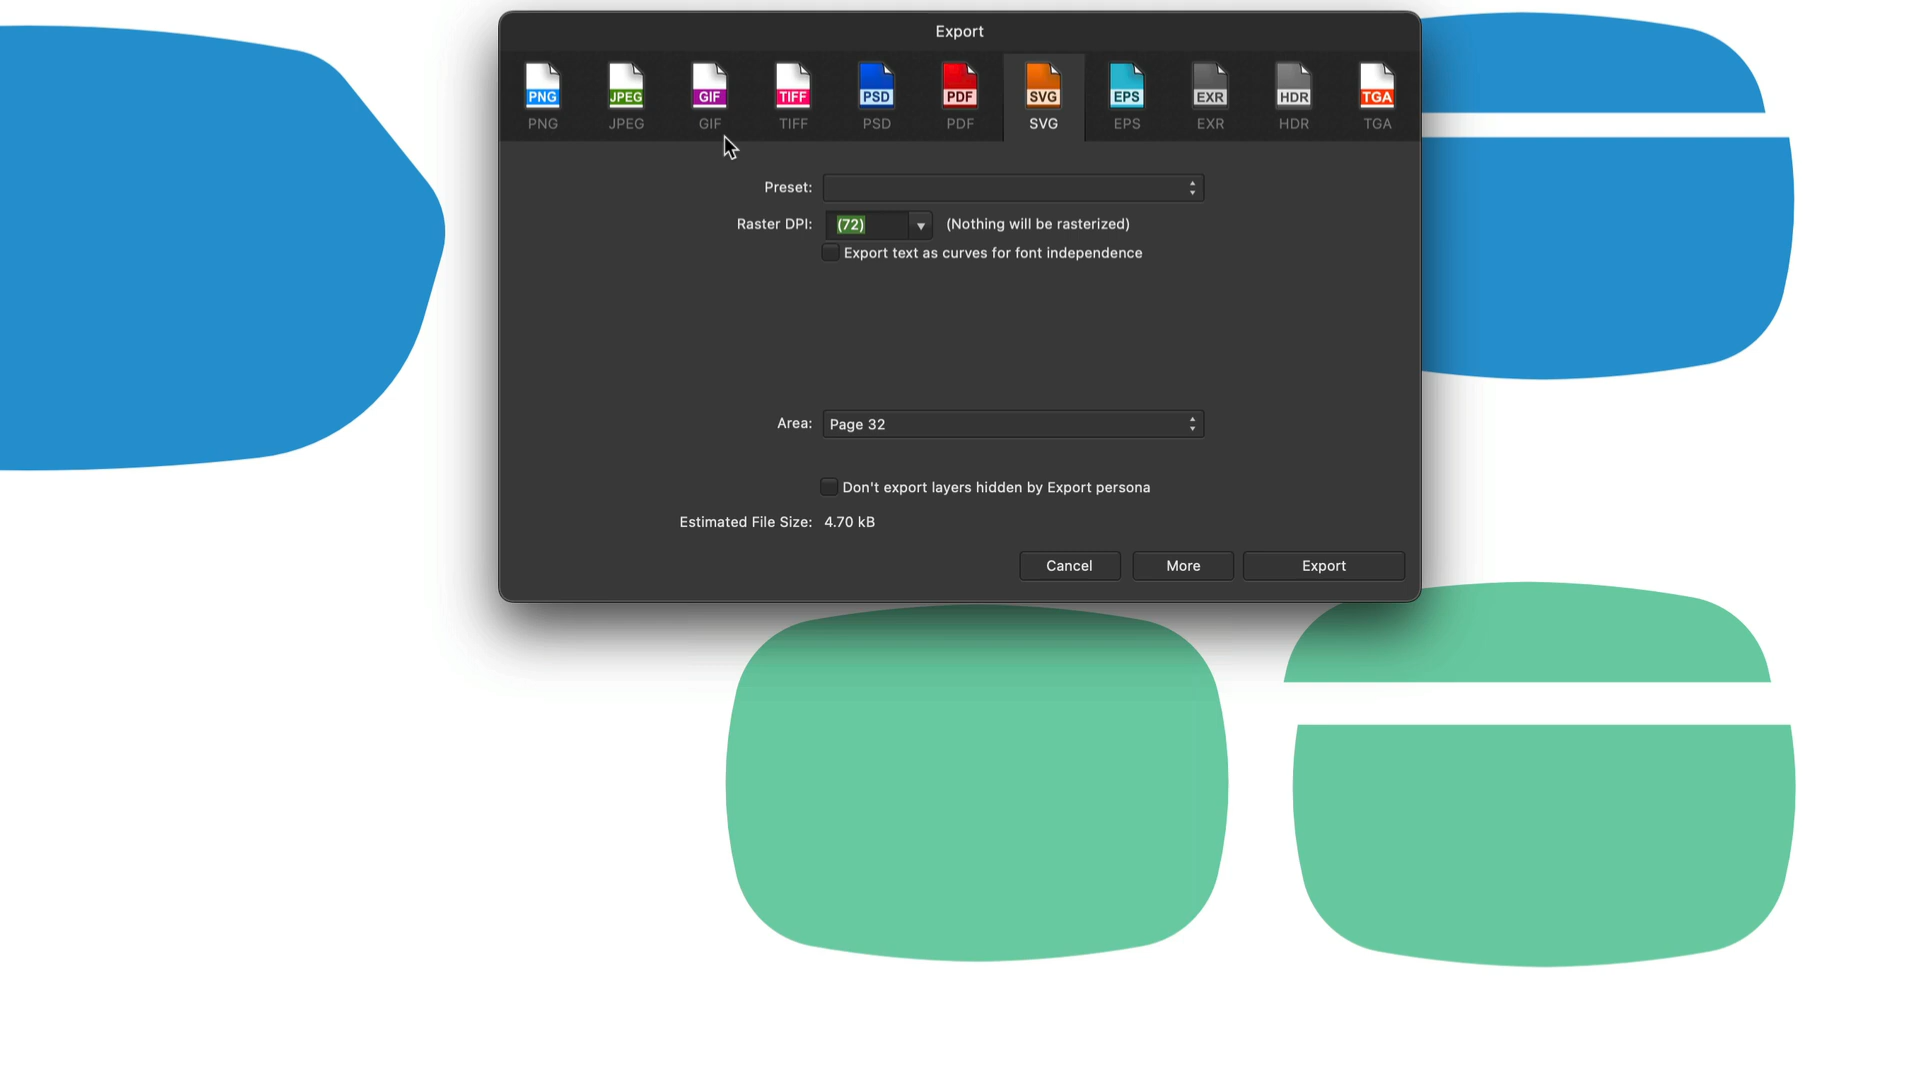 Export
PNG JPEG GIF TIFF PSD PDF SVG EPS EXR HDR TGA
PNG JPEG GIF TIFF PSD PDF SVG EPS EXR HDR TGA
Preset:
Raster DPI: (72) (Nothing will be rasterized)
Export text as curves for font independence
Area: Page 32
Don't export layers hidden by Export persona
Estimated File Size: 4.70 kB
Cancel More Export